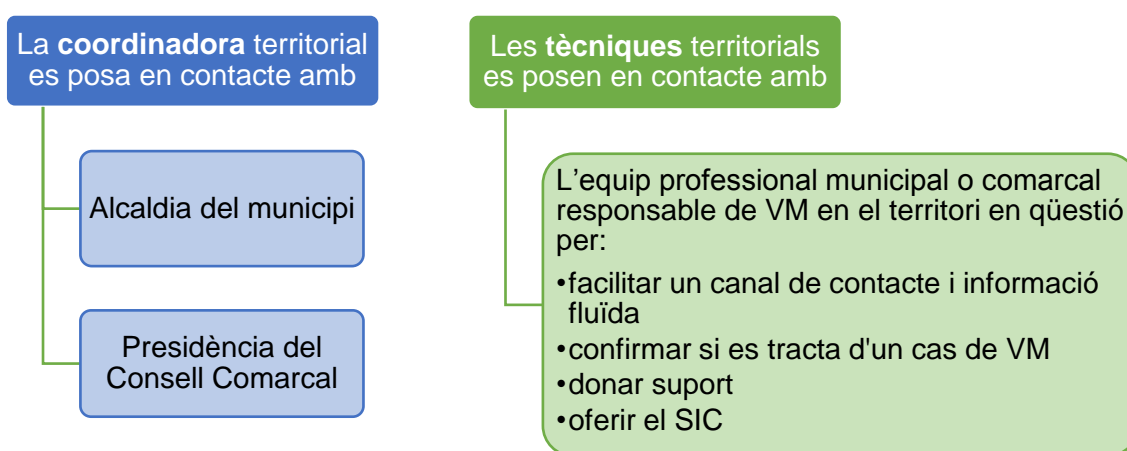 La coordinadora territorial
es posa en contacte amb
Alcaldia del municipi
Presidència del
Consell Comarcal
Les tècniques territorials
es posen en contacte amb
L'equip professional municipal o comarcal
responsable de VM en el territori en qüestió
per:
•facilitar un canal de contacte i informació
fluïda
•confirmar si es tracta d'un cas de VM
•donar suport
•oferir el SIC